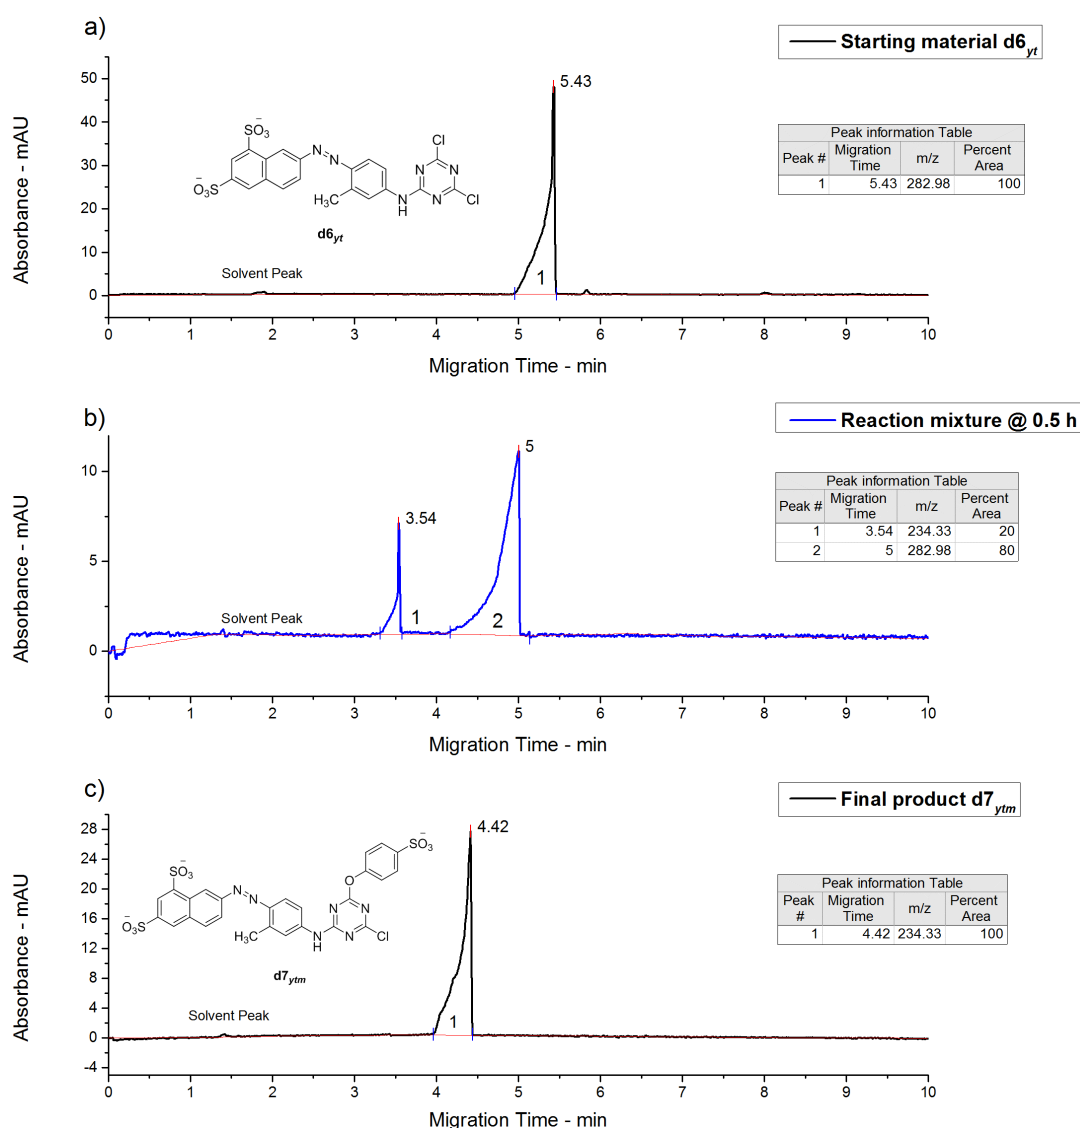 a)
Starting material d6yt
Absorbance - mAU
50
40
30
20
10
0
5.43
Peak information Table
Peak # Migration Time m/z Percent Area
1 5.43 282.98 100
SO3−
−O3S
N=N
H3C
N
H
N
N
N
Cl
Cl
d6yt
Solvent Peak
1
0 1 2 3 4 5 6 7 8 9 10
Migration Time - min
b)
Reaction mixture @ 0.5 h
Absorbance - mAU
10
5
0
3.54
5
Peak information Table
Peak # Migration Time m/z Percent Area
1 3.54 234.33 20
2 5 282.98 80
Solvent Peak
1
2
0 1 2 3 4 5 6 7 8 9 10
Migration Time - min
c)
Final product d7ytm
Absorbance - mAU
28
24
20
16
12
8
4
0
-4
4.42
Peak information Table
Peak # Migration Time m/z Percent Area
1 4.42 234.33 100
SO3−
SO3−
−O3S
O
N=N
H3C
N
H
N
N
N
Cl
d7ytm
Solvent Peak
1
0 1 2 3 4 5 6 7 8 9 10
Migration Time - min